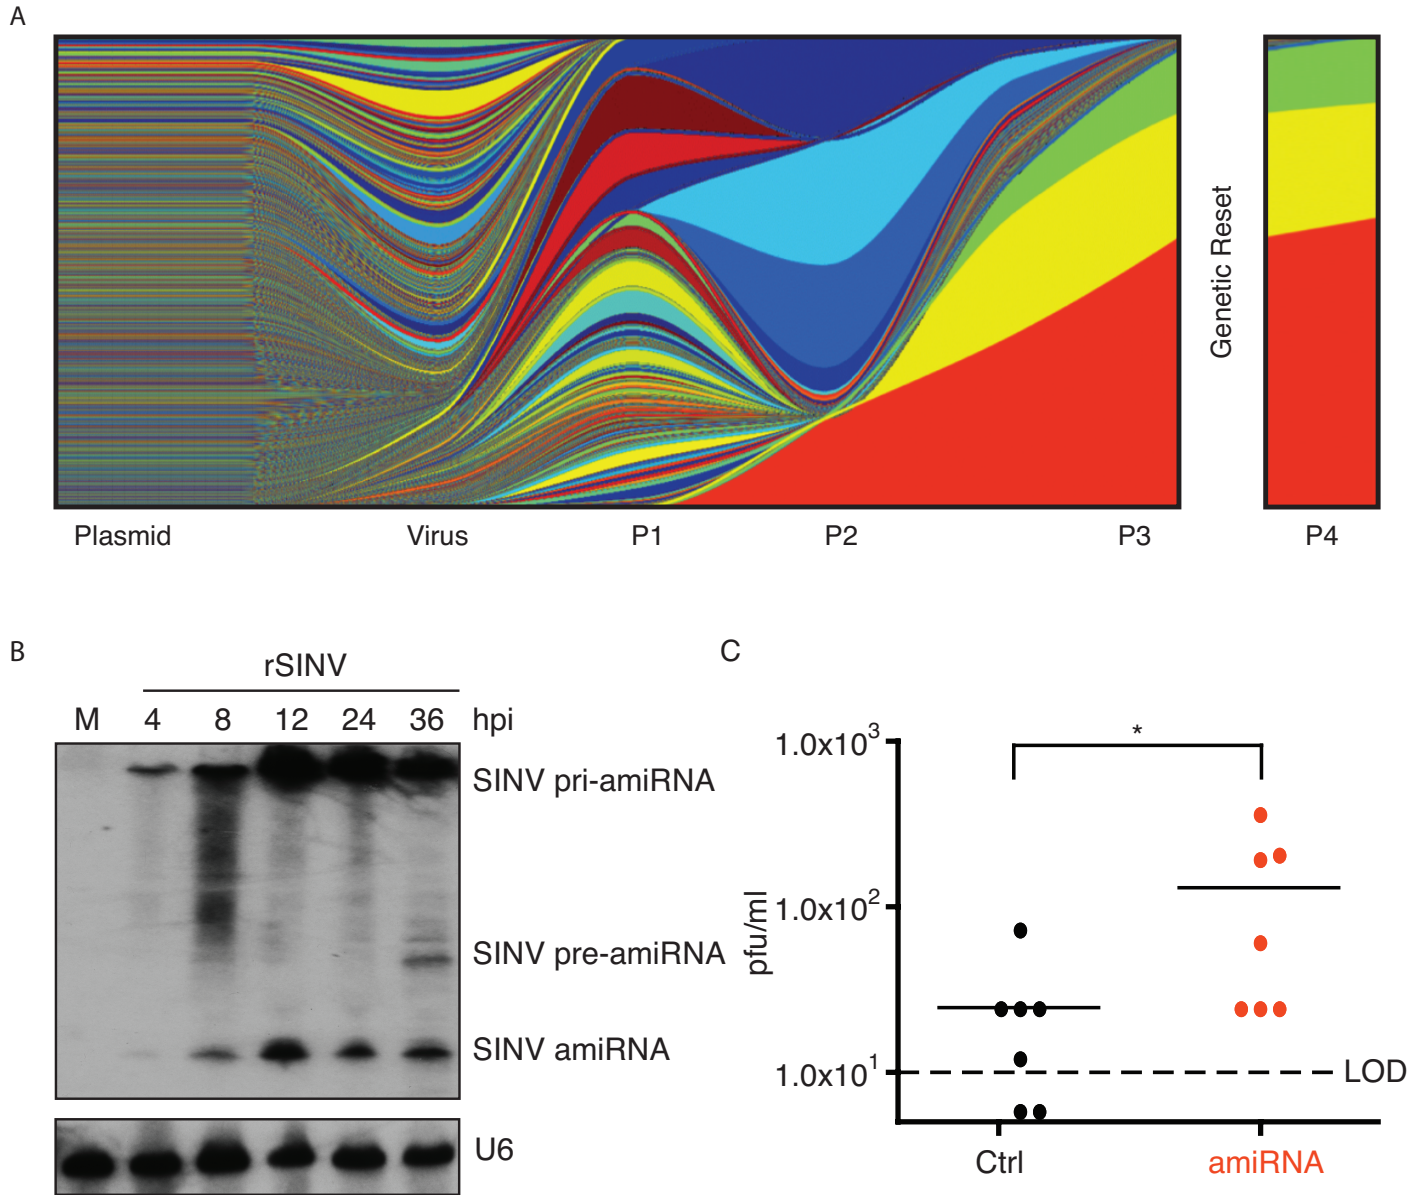 A
Plasmid Virus P1 P2 P3 P4
Genetic Reset
B
rSINV
M 4 8 12 24 36 hpi
SINV pri-amiRNA
SINV pre-amiRNA
SINV amiRNA
U6
C
*
1.0x10³
1.0x10²
1.0x10¹
pfu/ml
LOD
Ctrl amiRNA